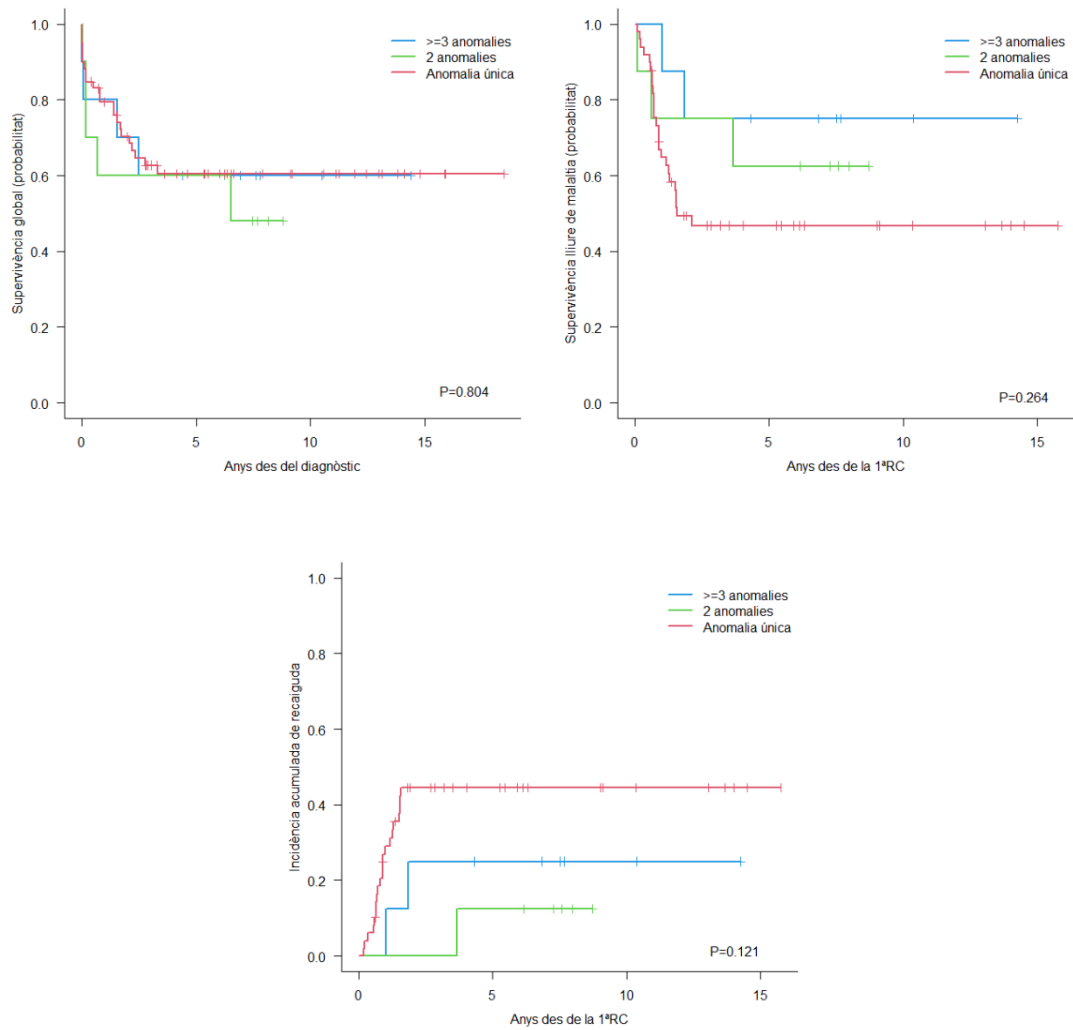 Supervivència global (probabilitat)
1.0
0.8
0.6
0.4
0.2
0.0
>=3 anomalies
2 anomalies
Anomalia única
P=0.804
0 5 10 15
Anys des del diagnòstic
Supervivència lliure de malaltia (probabilitat)
1.0
0.8
0.6
0.4
0.2
0.0
>=3 anomalies
2 anomalies
Anomalia única
P=0.264
0 5 10 15
Anys des de la 1ªRC
Incidència acumulada de recaiguda
1.0
0.8
0.6
0.4
0.2
0.0
>=3 anomalies
2 anomalies
Anomalia única
P=0.121
0 5 10 15
Anys des de la 1ªRC